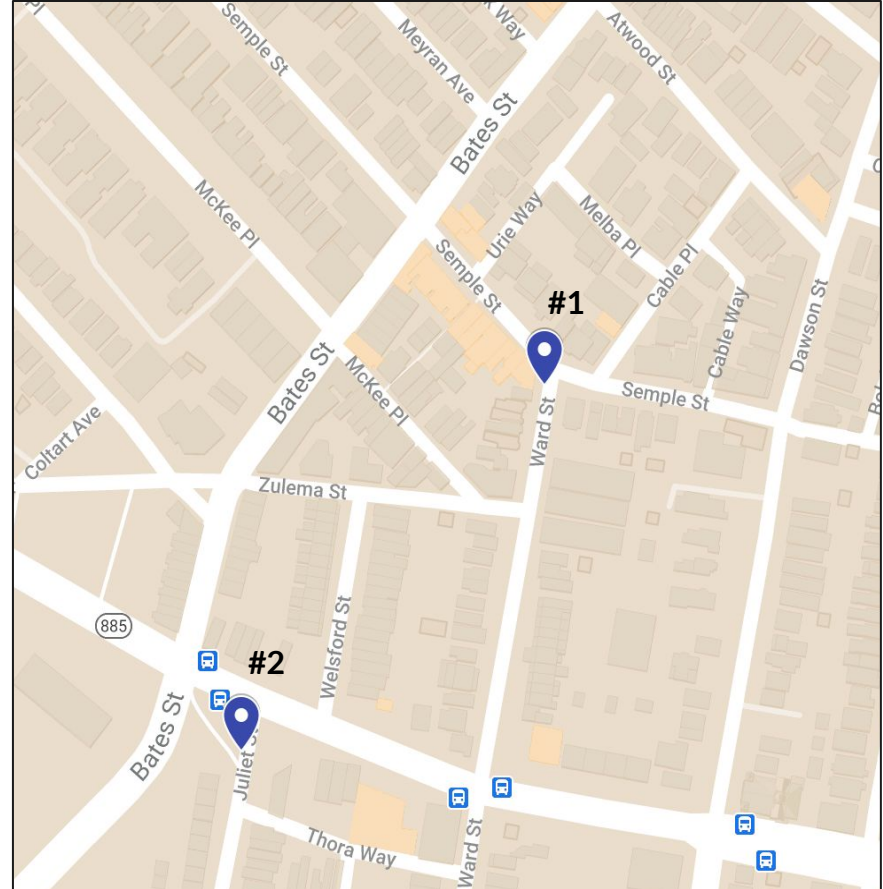 Pl
Semple St
k Way
Meyran Ave
Atwood St
Bates St
McKee Pl
Urie Way
Melba Pl
Semple St
Cable Pl
#1
Cable Way
Dawson St
Bates St
McKee Pl
Semple St
Coltart Ave
Ward St
Zulema St
885
Welsford St
#2
Bates St
Juliet St
Thora Way
Ward St